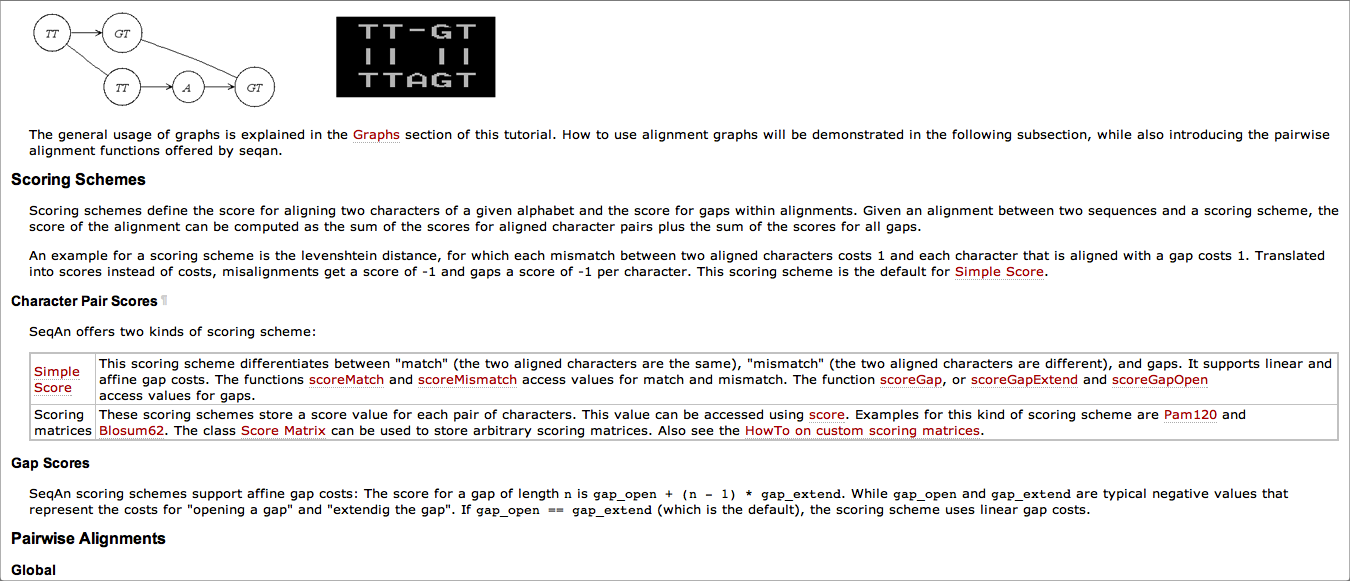 TT GT
TT A GT
TT-GT
|| ||
TTAGT
The general usage of graphs is explained in the Graphs section of this tutorial. How to use alignment graphs will be demonstrated in the following subsection, while also introducing the pairwise
alignment functions offered by seqan.
Scoring Schemes
Scoring schemes define the score for aligning two characters of a given alphabet and the score for gaps within alignments. Given an alignment between two sequences and a scoring scheme, the
score of the alignment can be computed as the sum of the scores for aligned character pairs plus the sum of the scores for all gaps.
An example for a scoring scheme is the levenshtein distance, for which each mismatch between two aligned characters costs 1 and each character that is aligned with a gap costs 1. Translated
into scores instead of costs, misalignments get a score of -1 and gaps a score of -1 per character. This scoring scheme is the default for Simple Score.
Character Pair Scores ¶
SeqAn offers two kinds of scoring scheme:
Simple
Score
This scoring scheme differentiates between "match" (the two aligned characters are the same), "mismatch" (the two aligned characters are different), and gaps. It supports linear and
affine gap costs. The functions scoreMatch and scoreMismatch access values for match and mismatch. The function scoreGap, or scoreGapExtend and scoreGapOpen
access values for gaps.
Scoring
matrices
These scoring schemes store a score value for each pair of characters. This value can be accessed using score. Examples for this kind of scoring scheme are Pam120 and
Blosum62. The class Score Matrix can be used to store arbitrary scoring matrices. Also see the HowTo on custom scoring matrices.
Gap Scores
SeqAn scoring schemes support affine gap costs: The score for a gap of length n is gap_open + (n - 1) * gap_extend. While gap_open and gap_extend are typical negative values that
represent the costs for "opening a gap" and "extendig the gap". If gap_open == gap_extend (which is the default), the scoring scheme uses linear gap costs.
Pairwise Alignments
Global